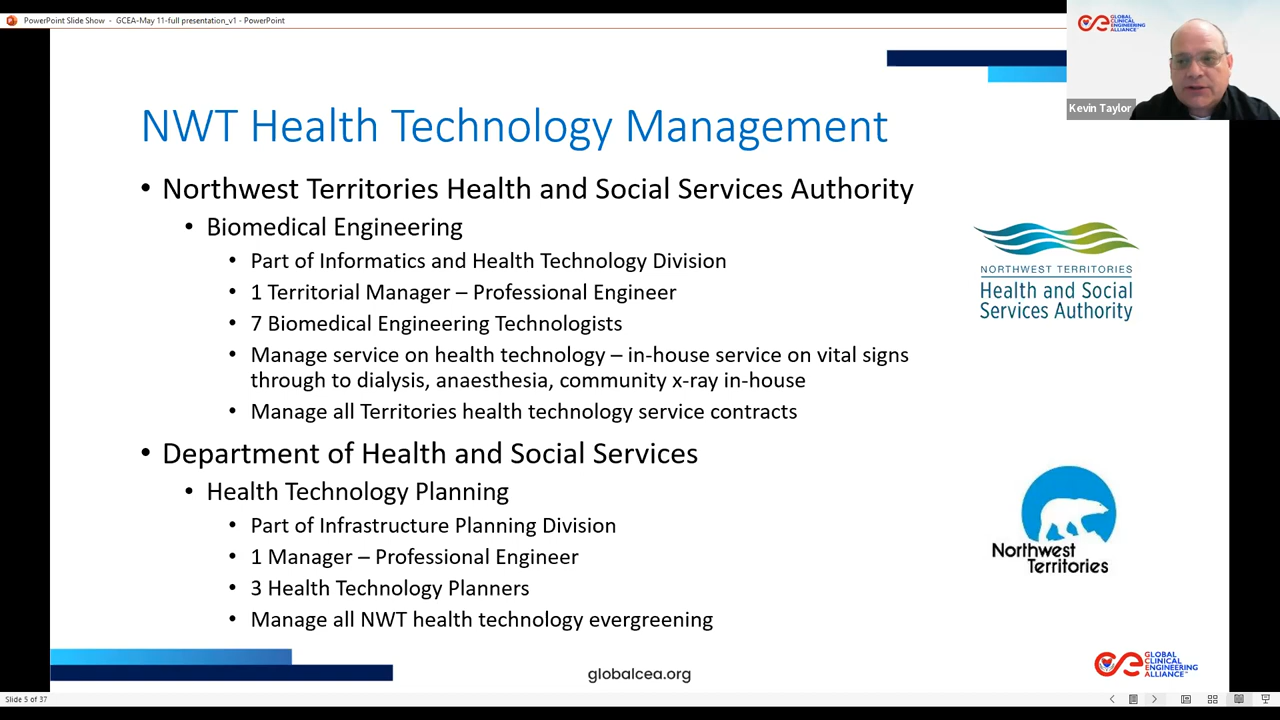 PowerPoint Slide Show - GCEA-May 11-full presentation_v1 - PowerPoint
GLOBAL
CLINICAL
ENGINEERING
ALLIANCE
Kevin Taylor
NWT Health Technology Management
• Northwest Territories Health and Social Services Authority
• Biomedical Engineering
• Part of Informatics and Health Technology Division
• 1 Territorial Manager – Professional Engineer
• 7 Biomedical Engineering Technologists
• Manage service on health technology – in-house service on vital signs
through to dialysis, anaesthesia, community x-ray in-house
• Manage all Territories health technology service contracts
NORTHWEST TERRITORIES
Health and Social
Services Authority
• Department of Health and Social Services
• Health Technology Planning
• Part of Infrastructure Planning Division
• 1 Manager – Professional Engineer
• 3 Health Technology Planners
• Manage all NWT health technology evergreening
Northwest
Territories
globalcea.org
GLOBAL
CLINICAL
ENGINEERING
ALLIANCE
Slide 5 of 37